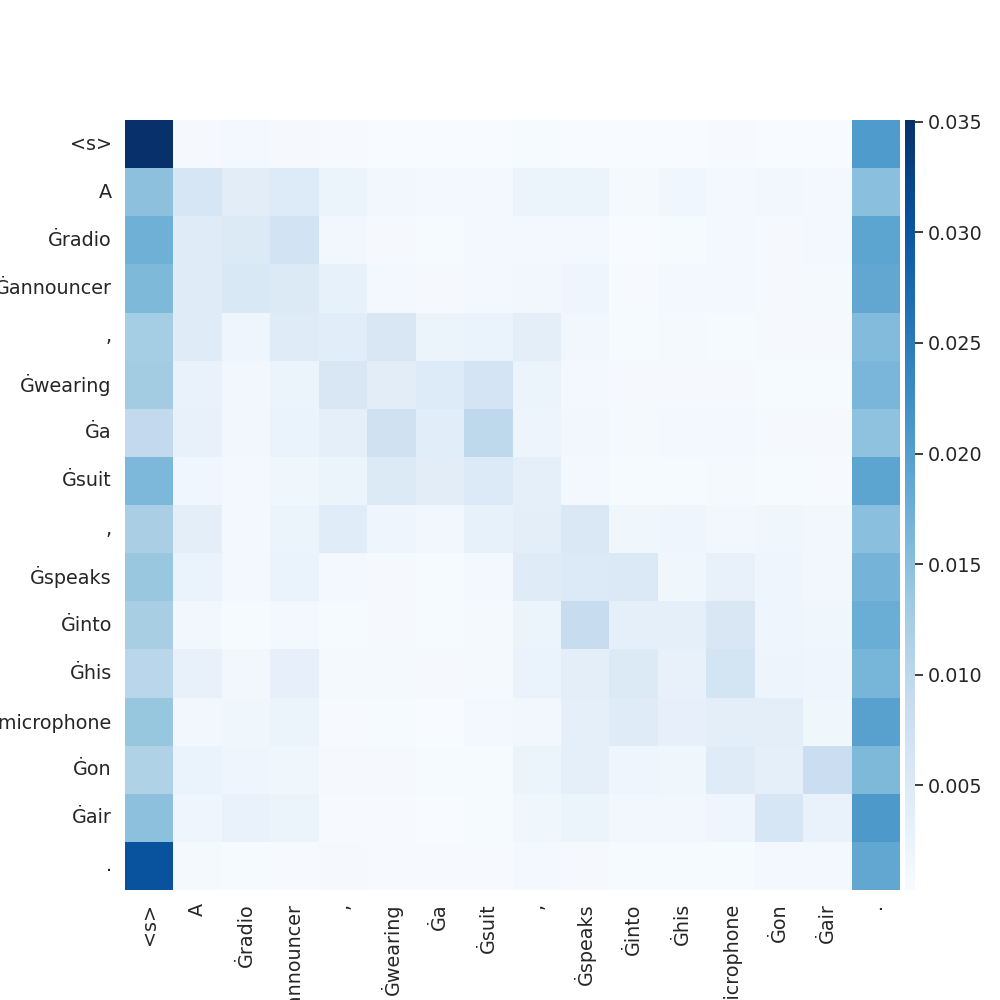 <s>
A
Ġradio
Ġannouncer
,
Ġwearing
Ġa
Ġsuit
,
Ġspeaks
Ġinto
Ġhis
microphone
Ġon
Ġair
.
0.035
0.030
0.025
0.020
0.015
0.010
0.005
<s>
A
Ġradio
nnouncer
,
Ġwearing
Ġa
Ġsuit
,
Ġspeaks
Ġinto
Ġhis
icrophone
Ġon
Ġair
.